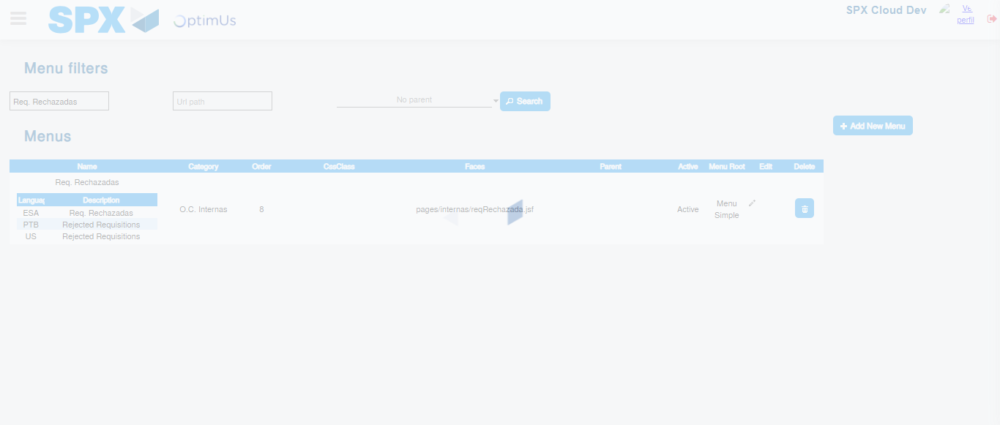 SPX OptimUs
SPX Cloud Dev
perfil
Menu filters
Req. Rechazadas
Url path
No parent
Search
Add New Menu
Menus
Name Category Order CssClass Faces Parent Active Menu Root Edit Delete
Req. Rechazadas
Description
ESA Req. Rechazadas
PTB Rejected Requisitions
US Rejected Requisitions
O.C. Internas 8 pages/internas/reqRechazada.jsf Active Menu
Simple